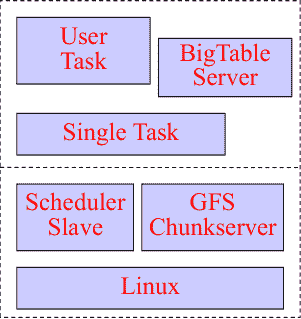 User
Task
BigTable
Server
Single Task
Scheduler
Slave
GFS
Chunkserver
Linux